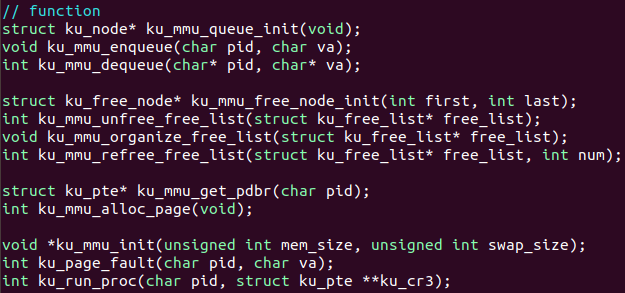 // function
struct ku_node* ku_mmu_queue_init(void);
void ku_mmu_enqueue(char pid, char va);
int ku_mmu_dequeue(char* pid, char* va);
struct ku_free_node* ku_mmu_free_node_init(int first, int last);
int ku_mmu_unfree_free_list(struct ku_free_list* free_list);
void ku_mmu_organize_free_list(struct ku_free_list* free_list);
int ku_mmu_refree_free_list(struct ku_free_list* free_list, int num);
struct ku_pte* ku_mmu_get_pdbr(char pid);
int ku_mmu_alloc_page(void);
void *ku_mmu_init(unsigned int mem_size, unsigned int swap_size);
int ku_page_fault(char pid, char va);
int ku_run_proc(char pid, struct ku_pte **ku_cr3);